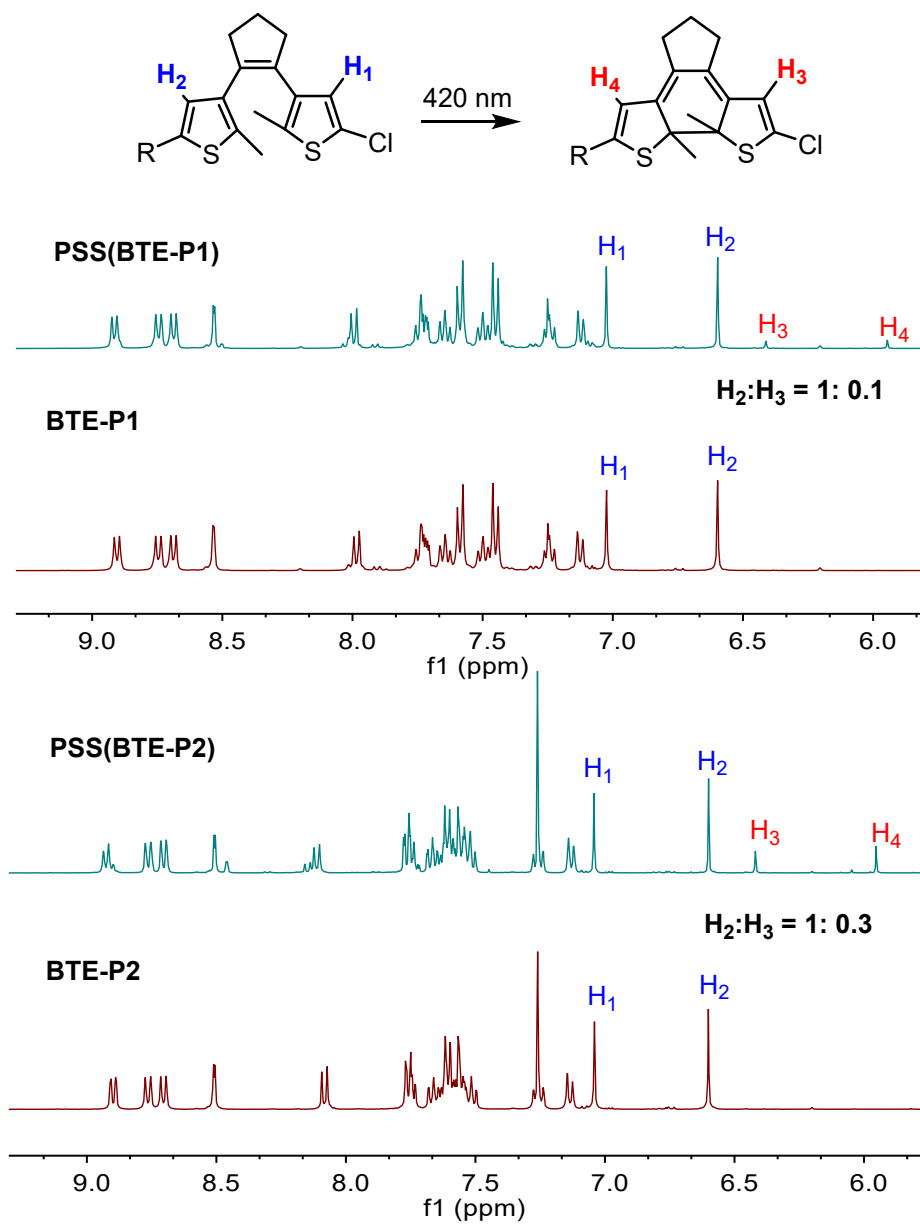 H2
H1
S
S
Cl
R
420 nm
H4
H3
S
S
Cl
R
PSS(BTE-P1)
H1
H2
H3
H4
H2:H3 = 1: 0.1
BTE-P1
H1
H2
9.0 8.5 8.0 7.5 7.0 6.5 6.0
f1 (ppm)
PSS(BTE-P2)
H1
H2
H3
H4
H2:H3 = 1: 0.3
BTE-P2
H1
H2
9.0 8.5 8.0 7.5 7.0 6.5 6.0
f1 (ppm)